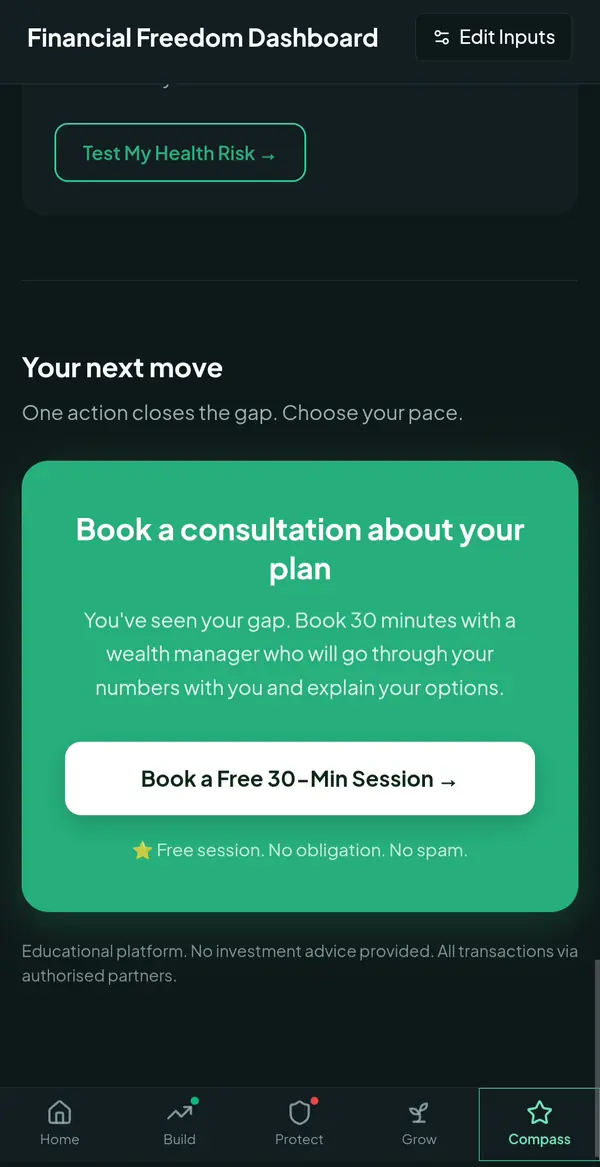 Financial Freedom Dashboard
Edit Inputs
Test My Health Risk →
Your next move
One action closes the gap. Choose your pace.
Book a consultation about your
plan
You've seen your gap. Book 30 minutes with a
wealth manager who will go through your
numbers with you and explain your options.
Book a Free 30-Min Session →
⭐ Free session. No obligation. No spam.
Educational platform. No investment advice provided. All transactions via
authorised partners.
Home
Build
Protect
Grow
Compass